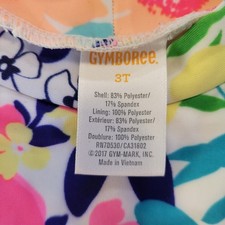 GYMBOREE
3T
Shell: 83% Polyester/
17% Spandex
Lining: 100% Polyester
Extérieur: 83% Polyester/
17% Spandex
Doublure: 100% Polyester
RN70530/CA31602
©2017 GYM-MARK, INC.
Made in Vietnam